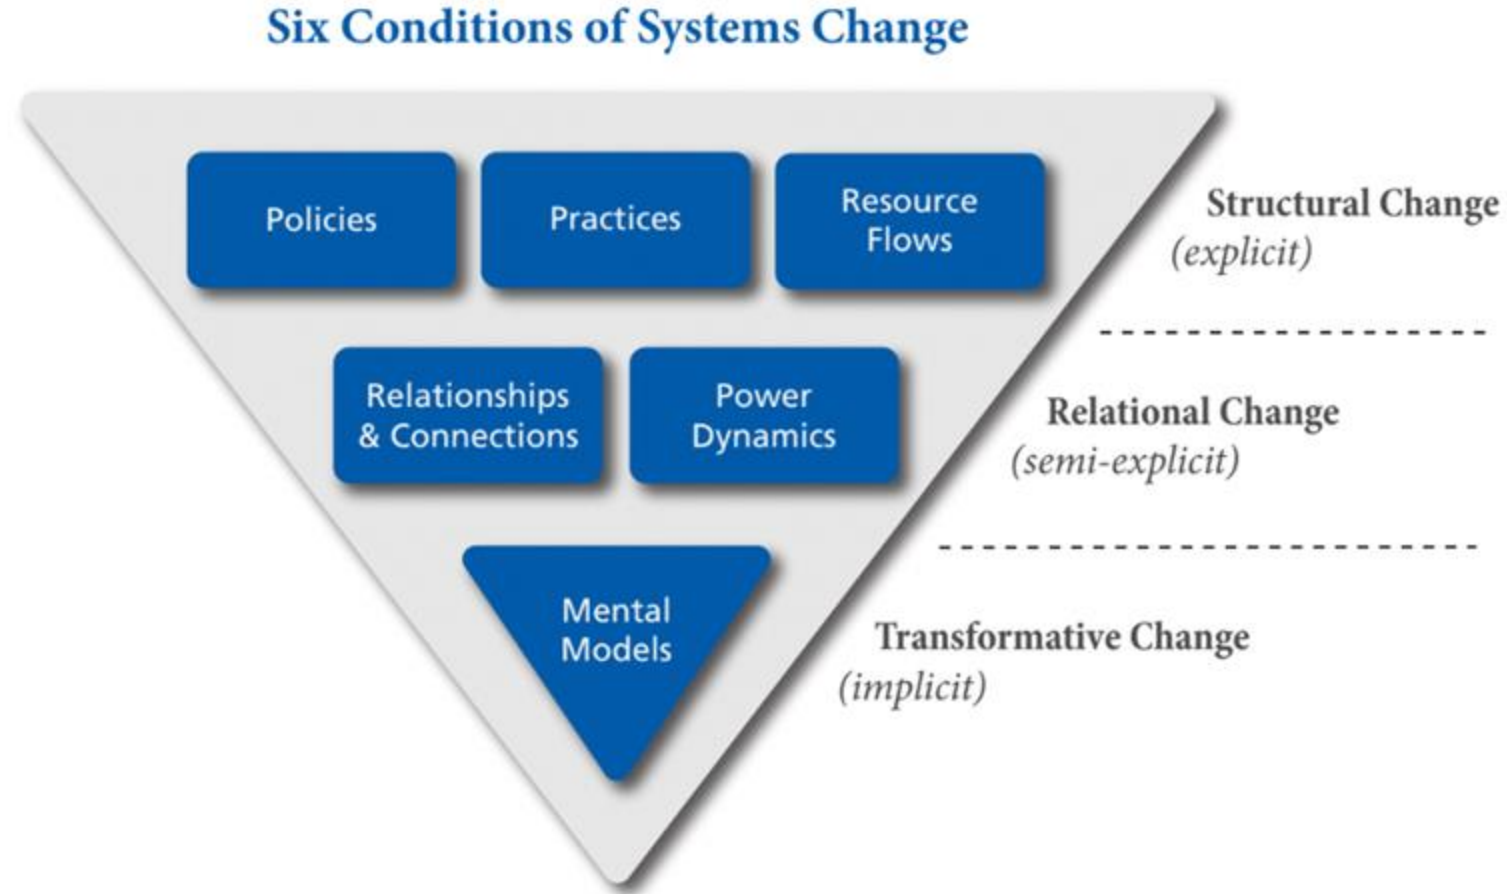 Six Conditions of Systems Change
Policies
Practices
Resource
Flows
Structural Change
(explicit)
Relationships
& Connections
Power
Dynamics
Relational Change
(semi-explicit)
Mental
Models
Transformative Change
(implicit)